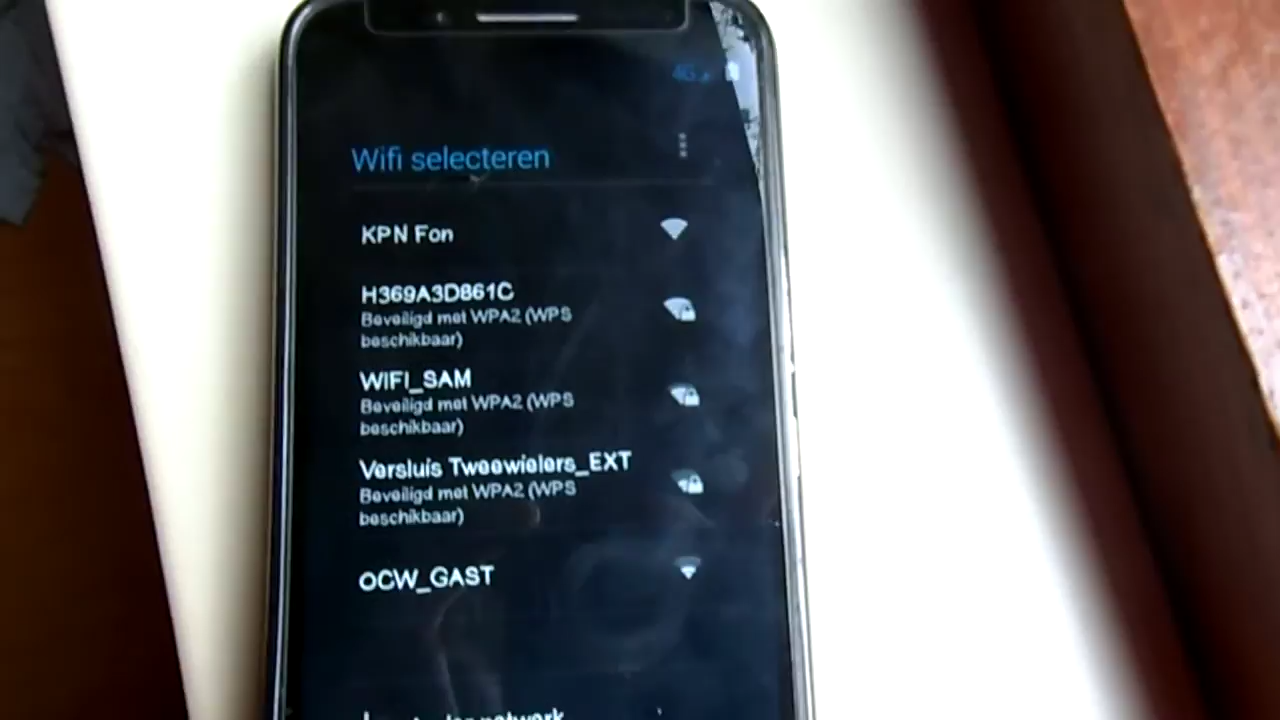 4G
Wifi selecteren
KPN Fon
H369A3D861C
Beveiligd met WPA2 (WPS
beschikbaar)
WIFI_SAM
Beveiligd met WPA2 (WPS
beschikbaar)
Versluis Tweewielers_EXT
Beveiligd met WPA2 (WPS
beschikbaar)
OCW_GAST